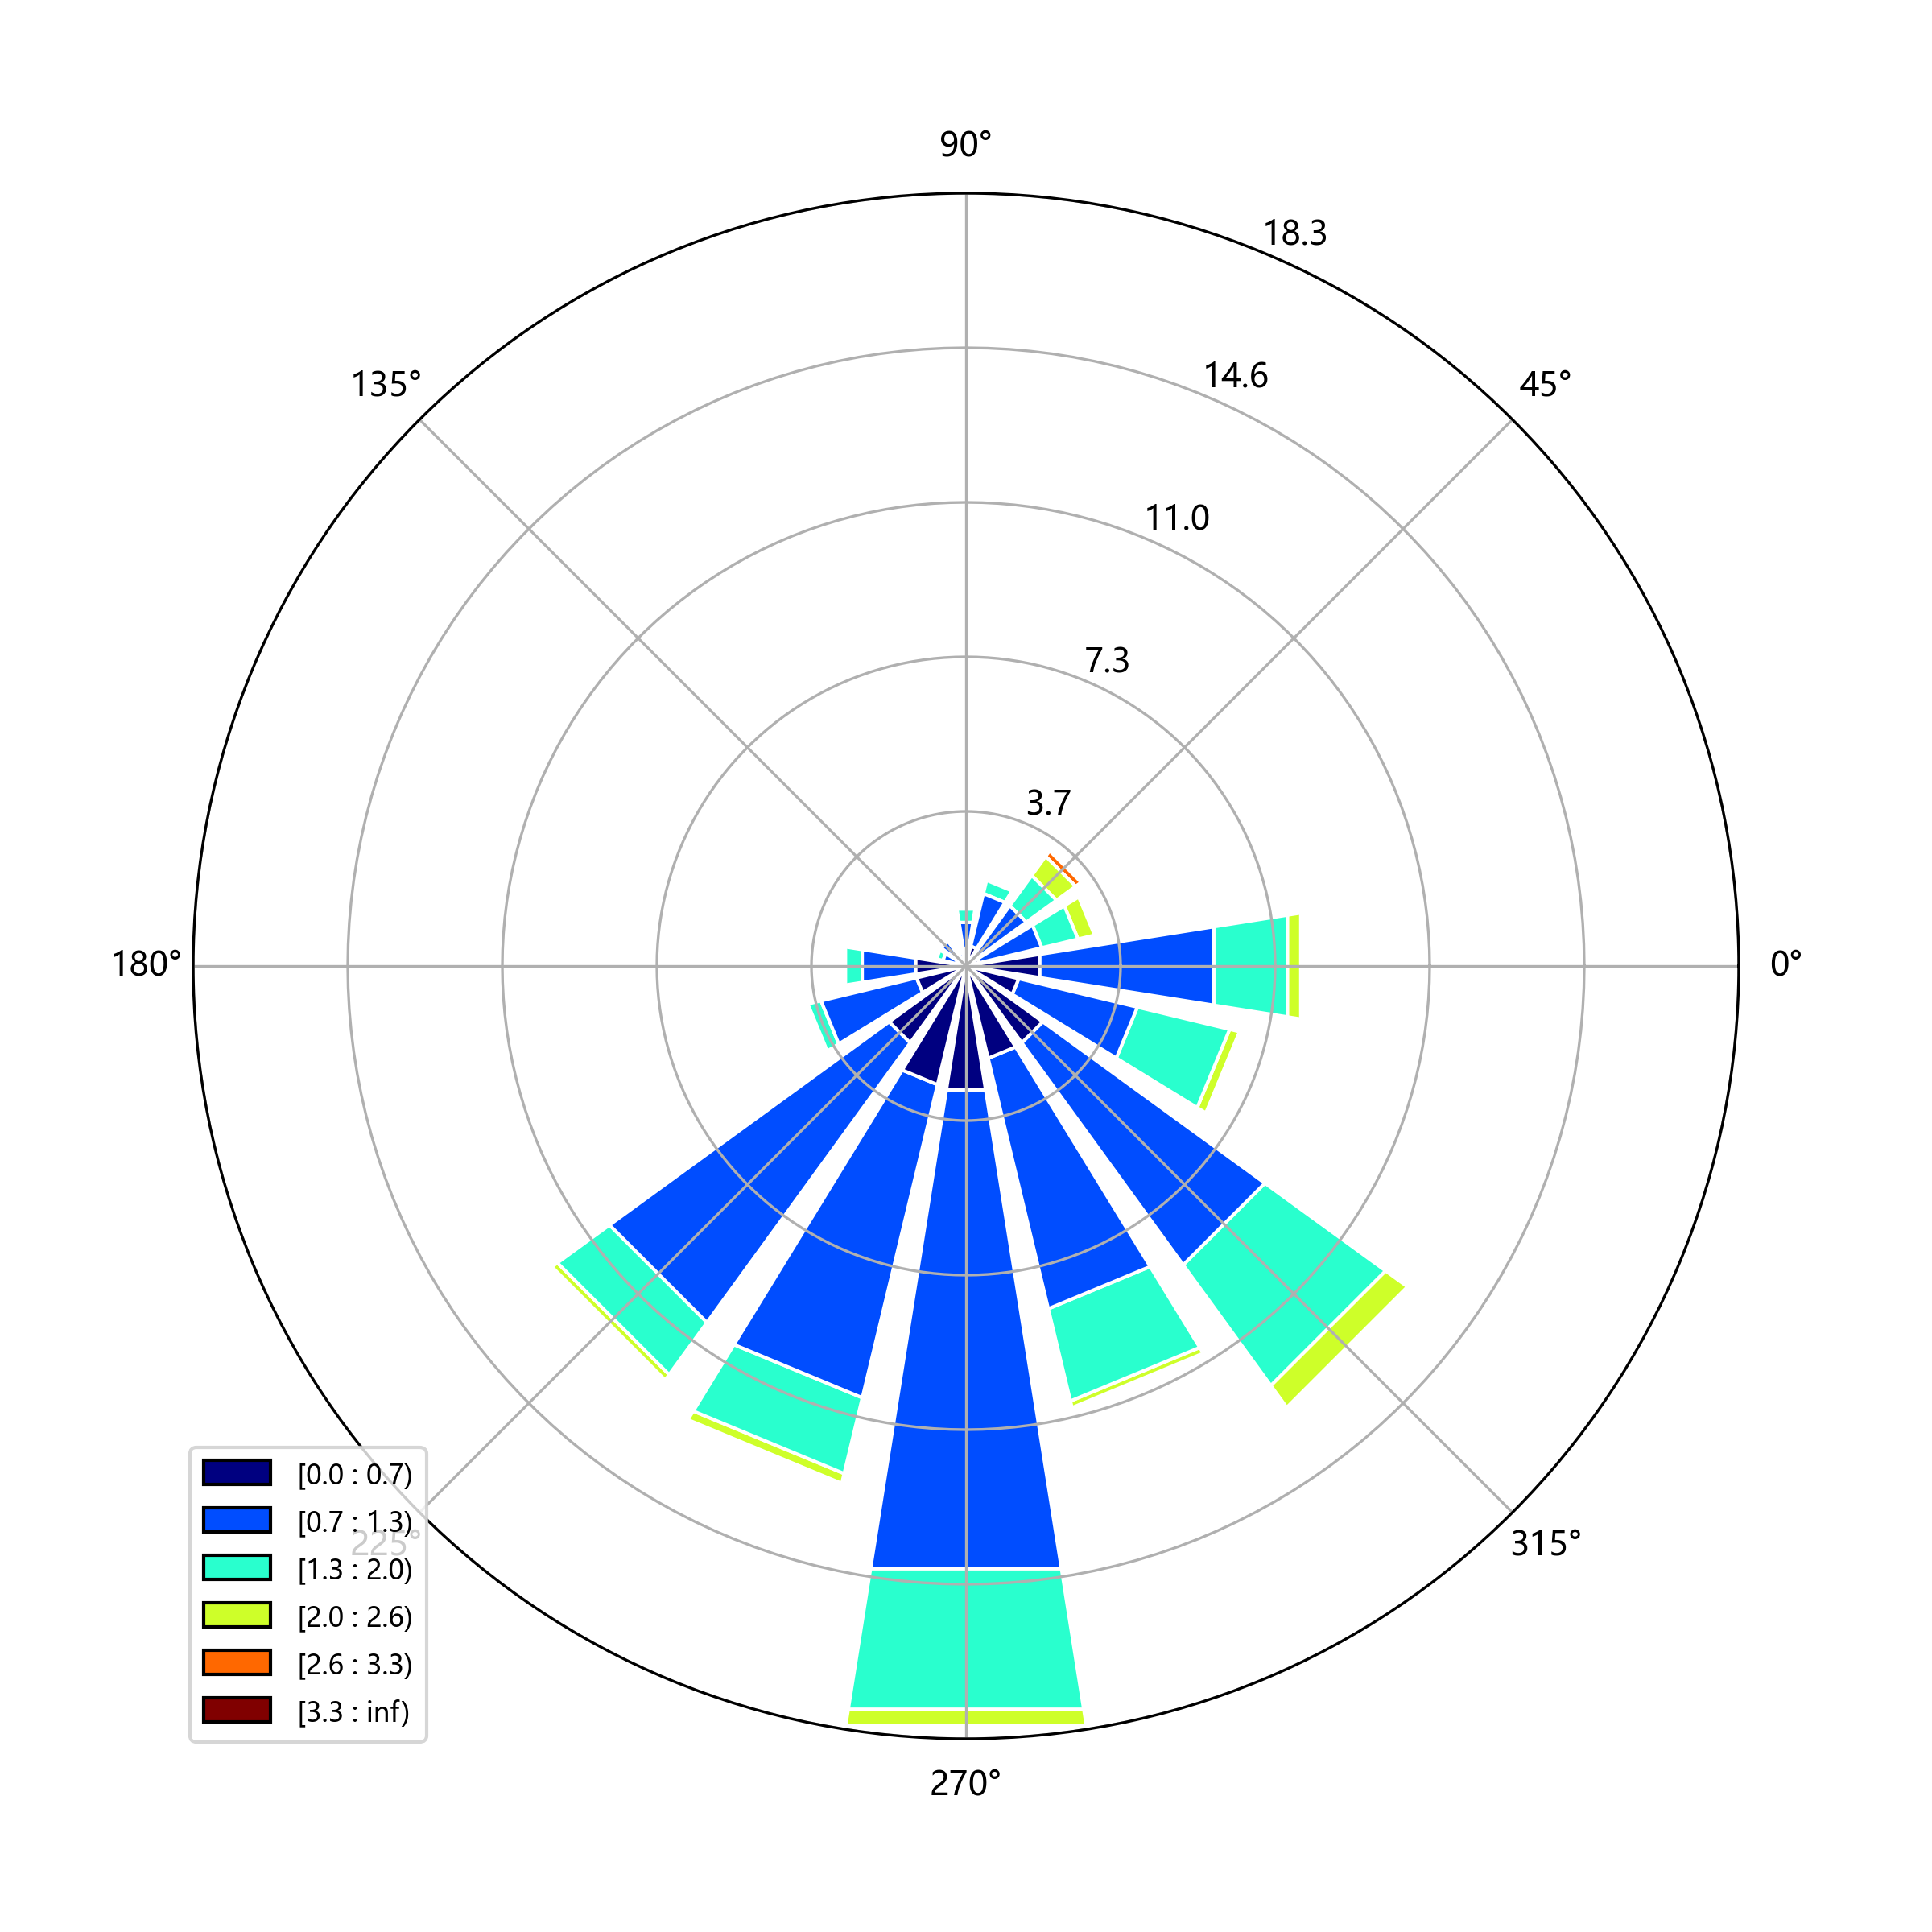 90°
18.3
135°
14.6
45°
11.0
7.3
3.7
180°
0°
[0.0 : 0.7)
[0.7 : 1.3)
225°
315°
[1.3 : 2.0)
[2.0 : 2.6)
[2.6 : 3.3)
[3.3 : inf)
270°